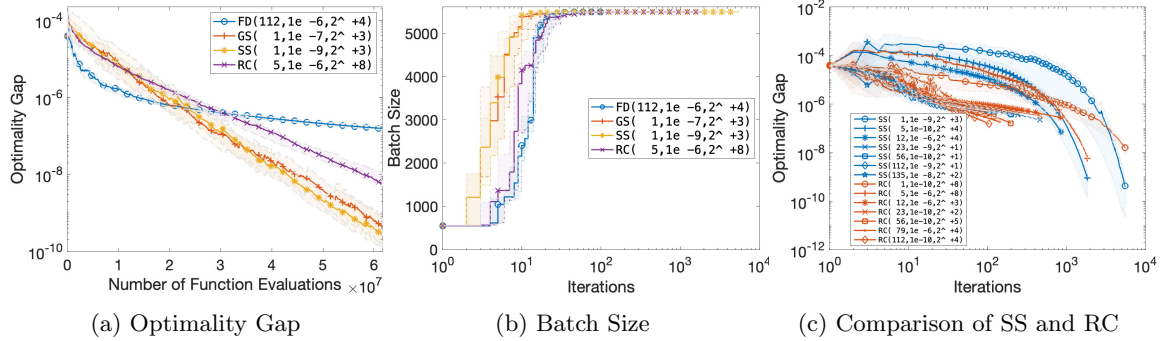 10^-4
10^-6
10^-8
10^-10
Optimality Gap
FD(112,1e -6,2^ +4)
GS( 1,1e -7,2^ +3)
SS( 1,1e -9,2^ +3)
RC( 5,1e -6,2^ +8)
0 1 2 3 4 5 6
Number of Function Evaluations ×10^7
(a) Optimality Gap
5000
4000
3000
2000
1000
0
Batch Size
FD(112,1e -6,2^ +4)
GS( 1,1e -7,2^ +3)
SS( 1,1e -9,2^ +3)
RC( 5,1e -6,2^ +8)
10^0 10^1 10^2 10^3 10^4
Iterations
(b) Batch Size
10^-2
10^-4
10^-6
10^-8
10^-10
10^-12
Optimality Gap
SS( 1,1e -9,2^ +3)
SS( 5,1e-10,2^ +4)
SS( 12,1e -6,2^ +4)
SS( 23,1e -9,2^ +1)
SS( 56,1e-10,2^ +1)
SS(112,1e -9,2^ +1)
SS(135,1e -8,2^ +2)
RC( 1,1e-10,2^ +8)
RC( 5,1e -6,2^ +8)
RC( 12,1e -6,2^ +3)
RC( 23,1e-10,2^ +2)
RC( 56,1e-10,2^ +5)
RC( 79,1e -6,2^ +4)
RC(112,1e-10,2^ +4)
10^0 10^1 10^2 10^3 10^4
Iterations
(c) Comparison of SS and RC